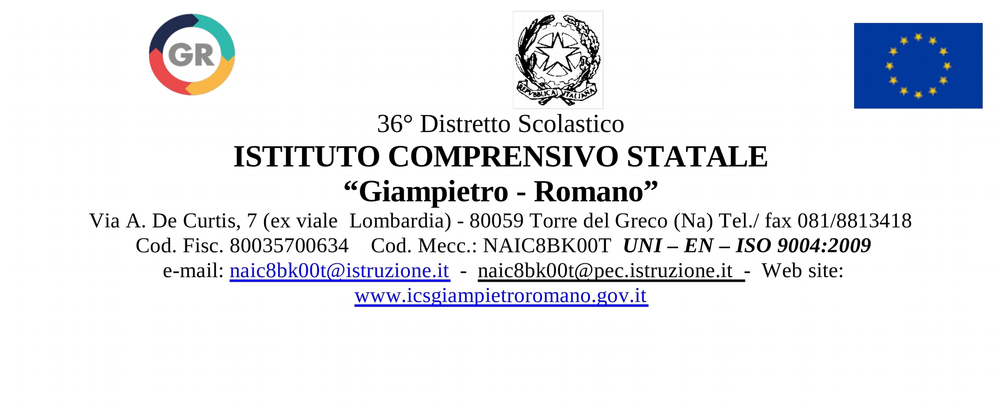 GR
REPVBBLICA ITALIANA
36° Distretto Scolastico
ISTITUTO COMPRENSIVO STATALE
“Giampietro - Romano”
Via A. De Curtis, 7 (ex viale  Lombardia) - 80059 Torre del Greco (Na) Tel./ fax 081/8813418
Cod. Fisc. 80035700634    Cod. Mecc.: NAIC8BK00T  UNI – EN – ISO 9004:2009
e-mail: naic8bk00t@istruzione.it  -  naic8bk00t@pec.istruzione.it  -  Web site:
www.icsgiampietroromano.gov.it